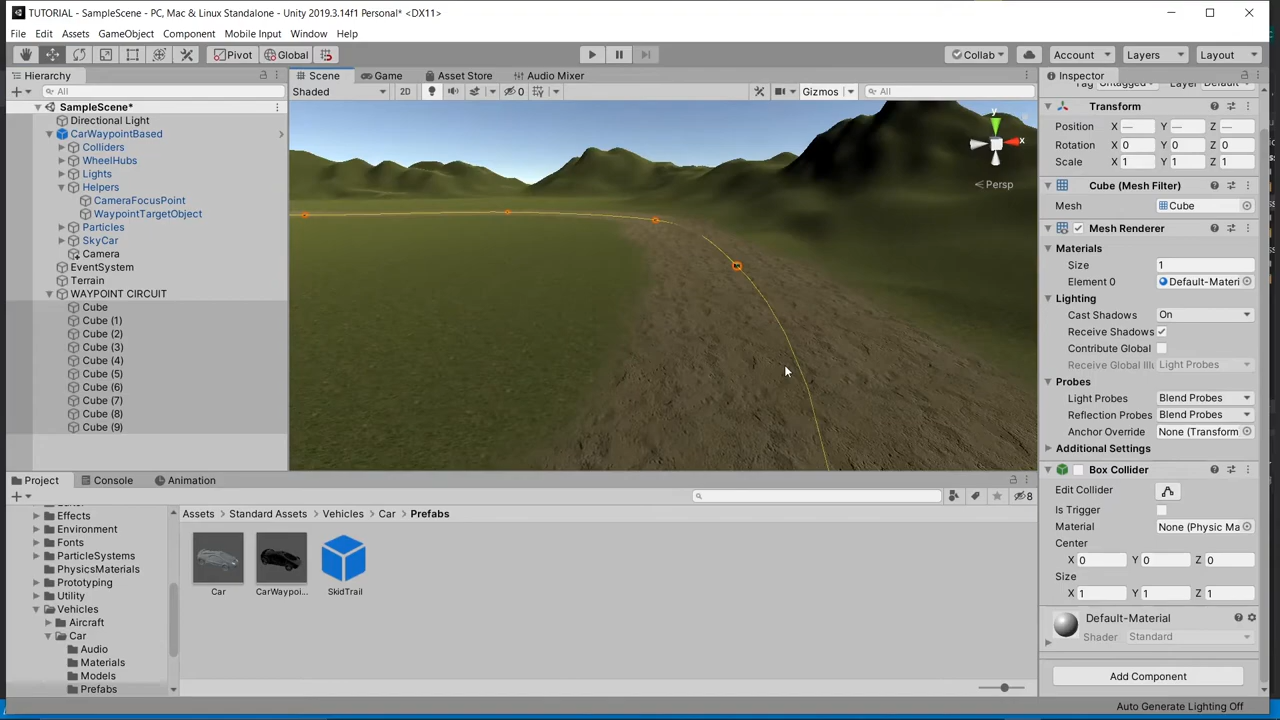 TUTORIAL - SampleScene - PC, Mac & Linux Standalone - Unity 2019.3.14f1 Personal* <DX11>
File Edit Assets GameObject Component Mobile Input Window Help
Pivot Global Collab Account Layers Layout
Hierarchy
All
SampleScene*
Directional Light
CarWaypointBased
Colliders
WheelHubs
Lights
Helpers
CameraFocusPoint
WaypointTargetObject
Particles
SkyCar
Camera
EventSystem
Terrain
WAYPOINT CIRCUIT
Cube
Cube (1)
Cube (2)
Cube (3)
Cube (4)
Cube (5)
Cube (6)
Cube (7)
Cube (8)
Cube (9)
Scene Game Asset Store Audio Mixer
Shaded 2D 0 Gizmos All
y
x
Persp
Inspector
Tag Untagged Layer Default
Transform
Position X — Y — Z —
Rotation X 0 Y 0 Z 0
Scale X 1 Y 1 Z 1
Cube (Mesh Filter)
Mesh Cube
Mesh Renderer
Materials
Size 1
Element 0 Default-Materi
Lighting
Cast Shadows On
Receive Shadows
Contribute Global
Receive Global Illu Light Probes
Probes
Light Probes Blend Probes
Reflection Probes Blend Probes
Anchor Override None (Transform
Additional Settings
Box Collider
Edit Collider
Is Trigger
Material None (Physic Ma
Center
X 0 Y 0 Z 0
Size
X 1 Y 1 Z 1
Default-Material
Shader Standard
Add Component
Project Console Animation
8
Effects
Environment
Fonts
ParticleSystems
PhysicsMaterials
Prototyping
Utility
Vehicles
Aircraft
Car
Audio
Materials
Models
Prefabs
Assets Standard Assets Vehicles Car Prefabs
Car CarWaypoi... SkidTrail
Auto Generate Lighting Off